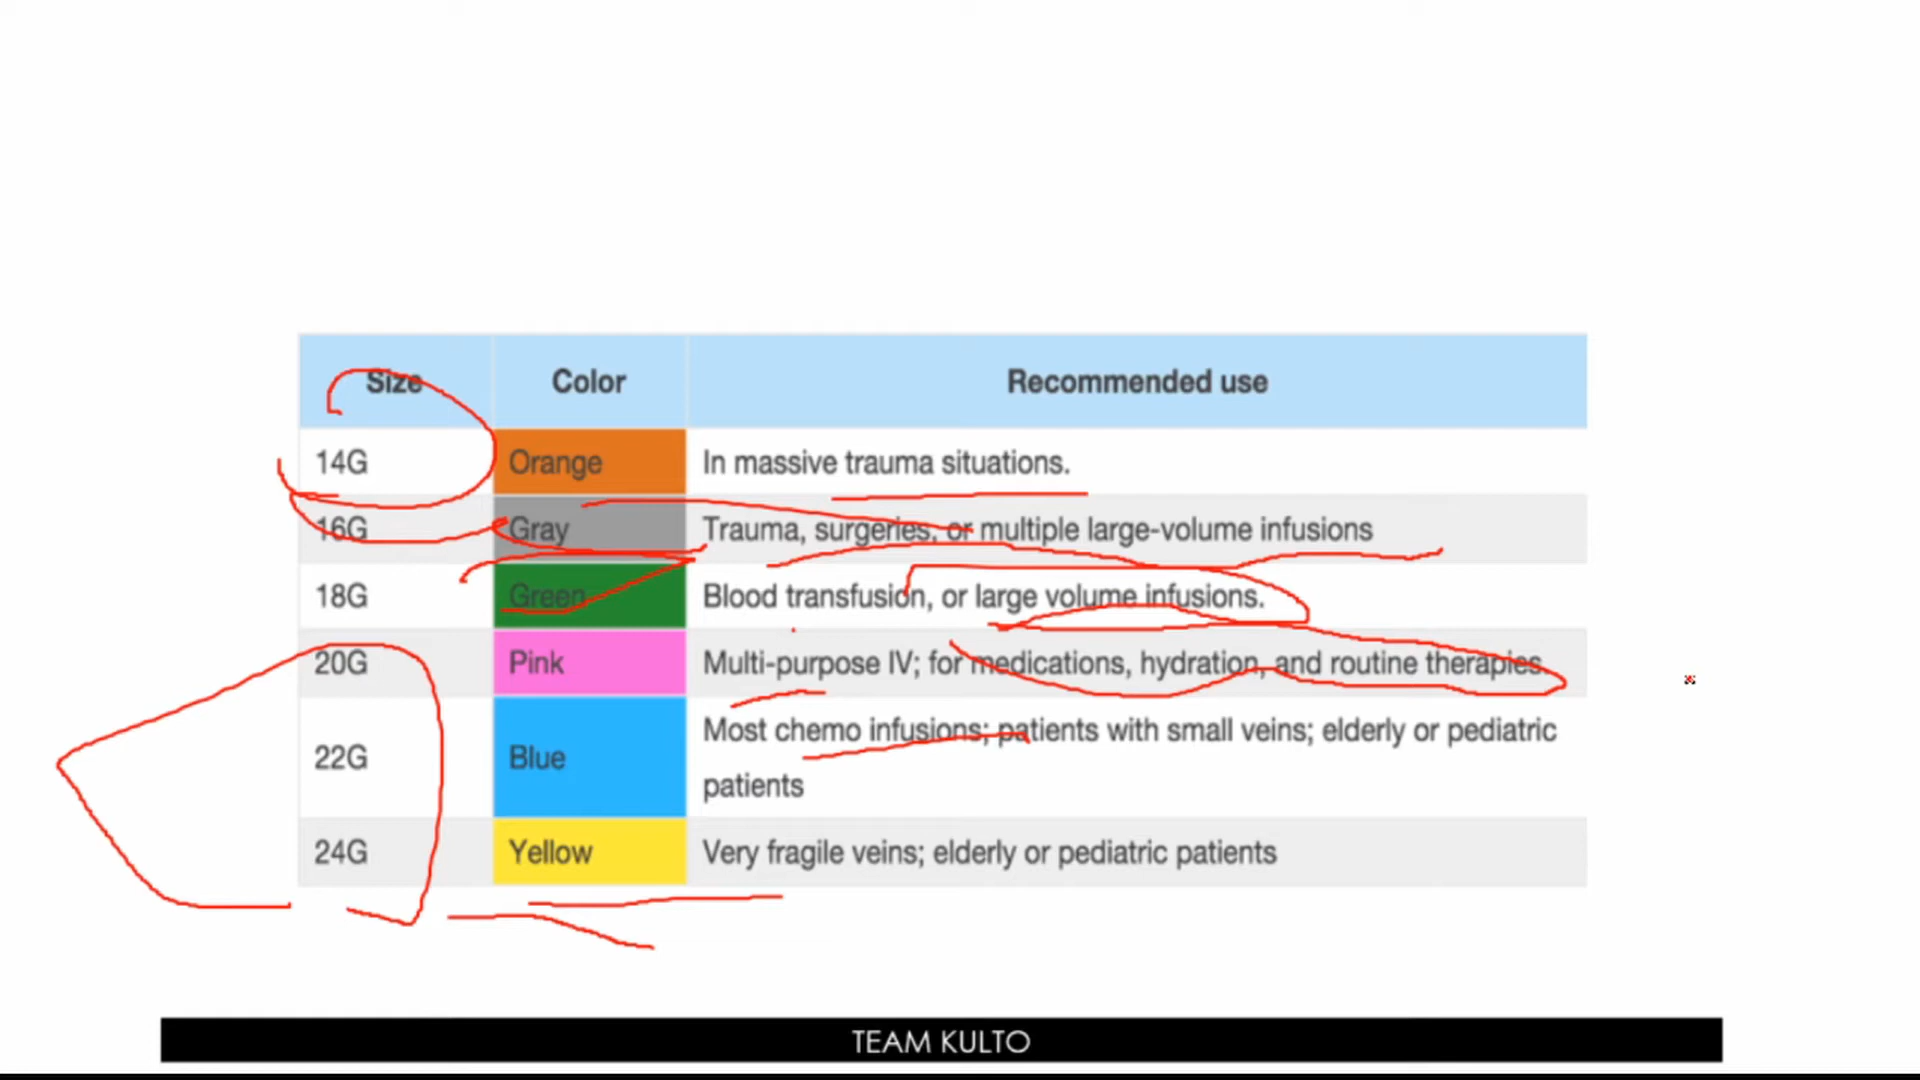 Size Color Recommended use
14G Orange In massive trauma situations.
16G Gray Trauma, surgeries, or multiple large-volume infusions
18G Green Blood transfusion, or large volume infusions.
20G Pink Multi-purpose IV; for medications, hydration, and routine therapies.
22G Blue Most chemo infusions; patients with small veins; elderly or pediatric
patients
24G Yellow Very fragile veins; elderly or pediatric patients
TEAM KULTO